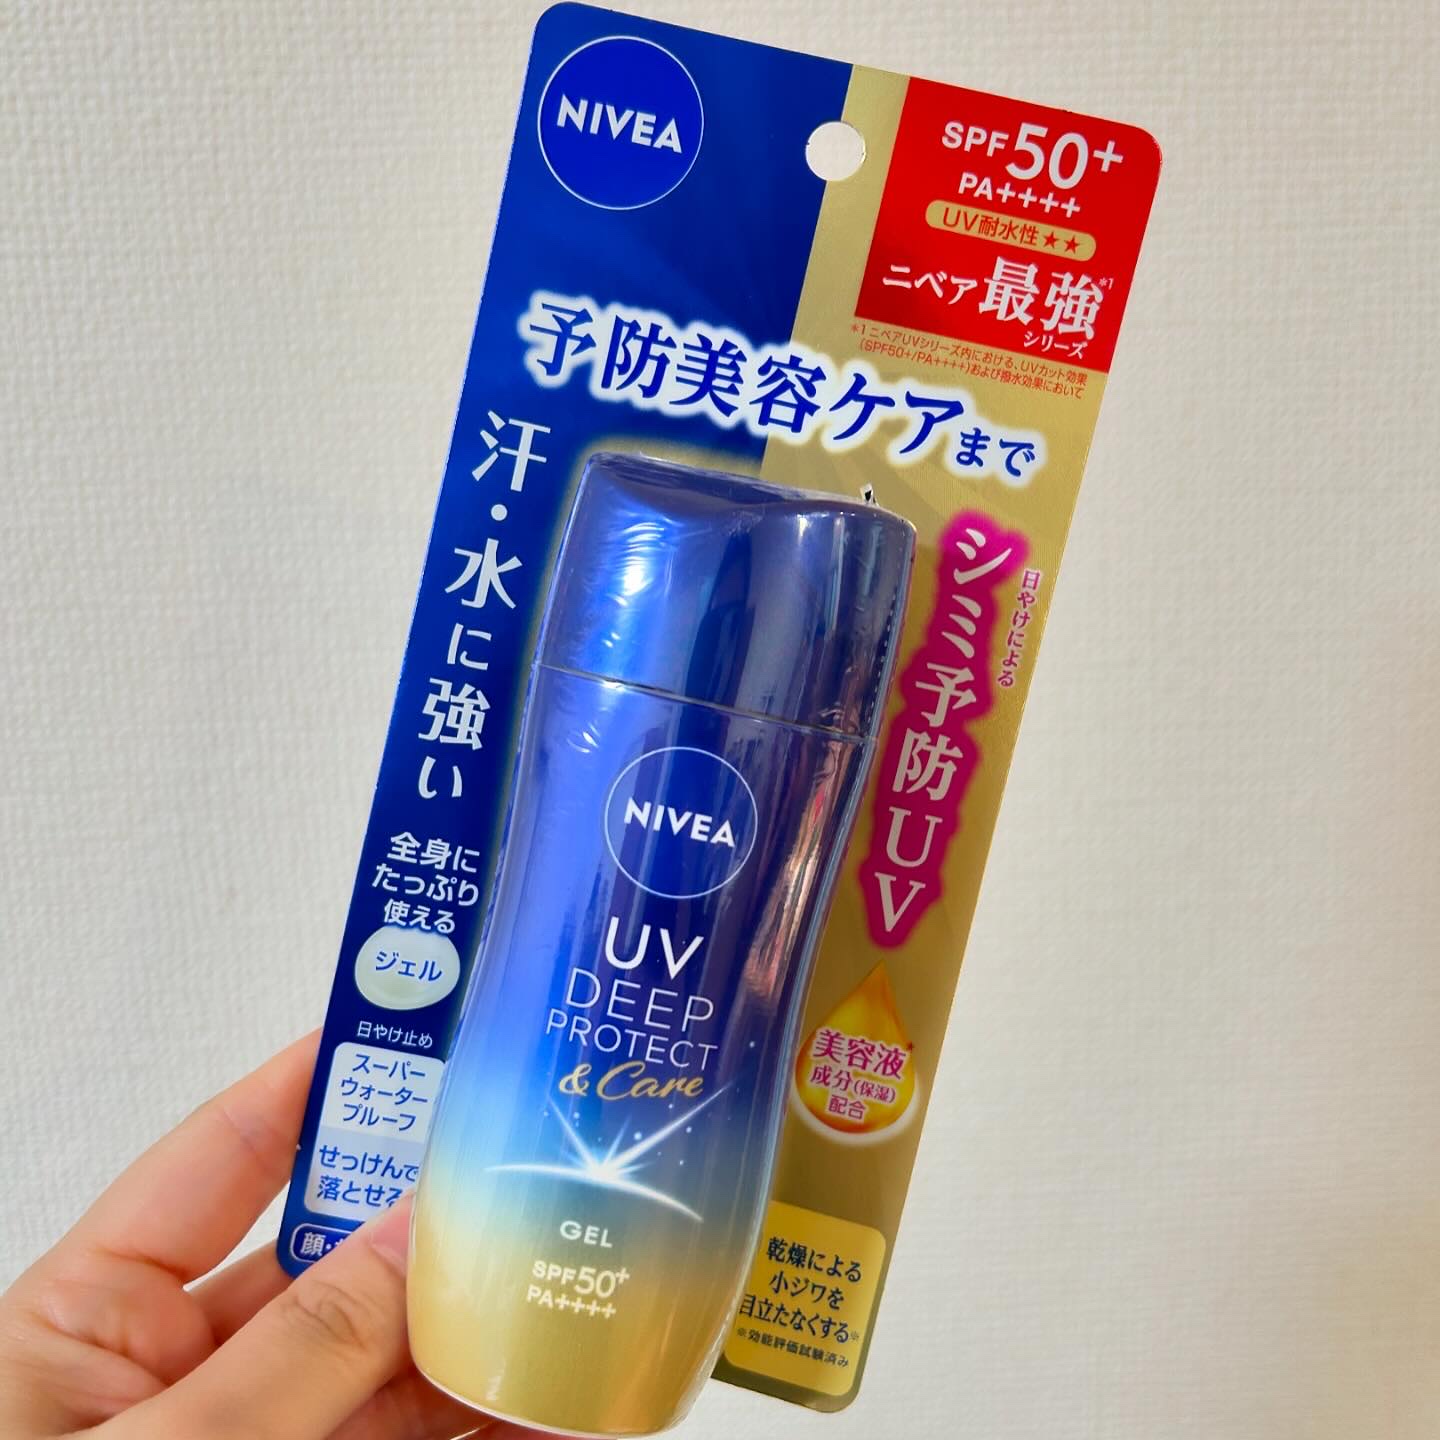 NIVEA
SPF50+
PA++++
UV耐水性★★
ニベア最強*1
シリーズ
*1 ニベアUVシリーズ内における、UVカット効果
(SPF50+/PA++++)および撥水効果において
予防美容ケアまで
汗・水に強い
日やけによる
シミ予防UV
全身に
たっぷり
使える
ジェル
日やけ止め
スーパー
ウォーター
プルーフ
せっけんで
落とせる
顔・
NIVEA
UV
DEEP
PROTECT
& Care
GEL
SPF50+
PA++++
美容液
成分(保湿)
配合
乾燥による
小ジワを
目立たなくする※
※効能評価試験済み